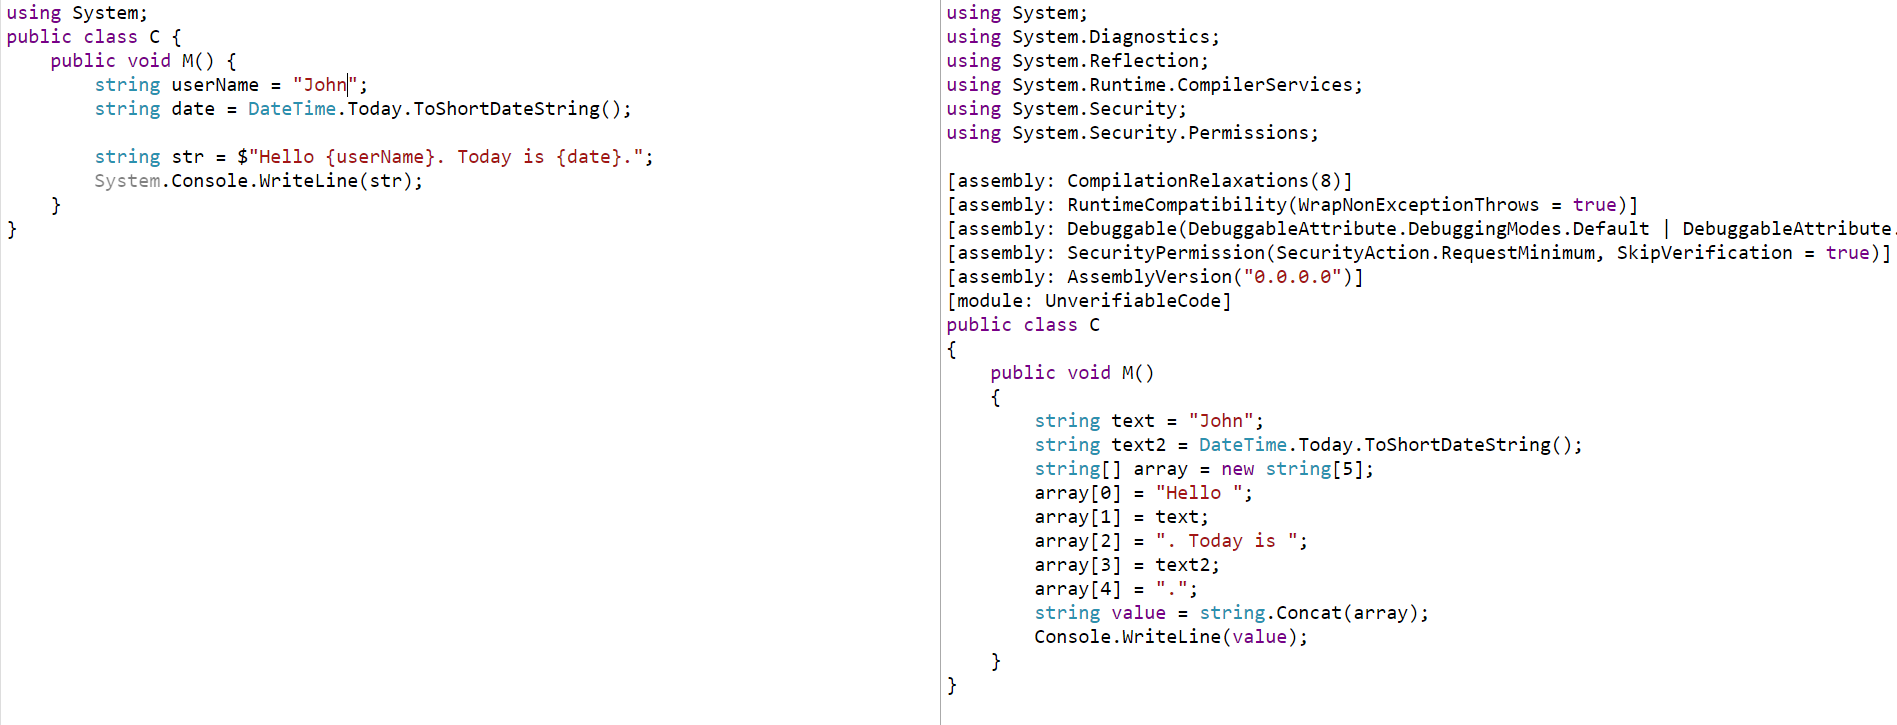 using System;
public class C {
    public void M() {
        string userName = "John";
        string date = DateTime.Today.ToShortDateString();

        string str = $"Hello {userName}. Today is {date}.";
        System.Console.WriteLine(str);
    }
}
using System;
using System.Diagnostics;
using System.Reflection;
using System.Runtime.CompilerServices;
using System.Security;
using System.Security.Permissions;

[assembly: CompilationRelaxations(8)]
[assembly: RuntimeCompatibility(WrapNonExceptionThrows = true)]
[assembly: Debuggable(DebuggableAttribute.DebuggingModes.Default | DebuggableAttribute.
[assembly: SecurityPermission(SecurityAction.RequestMinimum, SkipVerification = true)]
[assembly: AssemblyVersion("0.0.0.0")]
[module: UnverifiableCode]
public class C
{
    public void M()
    {
        string text = "John";
        string text2 = DateTime.Today.ToShortDateString();
        string[] array = new string[5];
        array[0] = "Hello ";
        array[1] = text;
        array[2] = ". Today is ";
        array[3] = text2;
        array[4] = ".";
        string value = string.Concat(array);
        Console.WriteLine(value);
    }
}